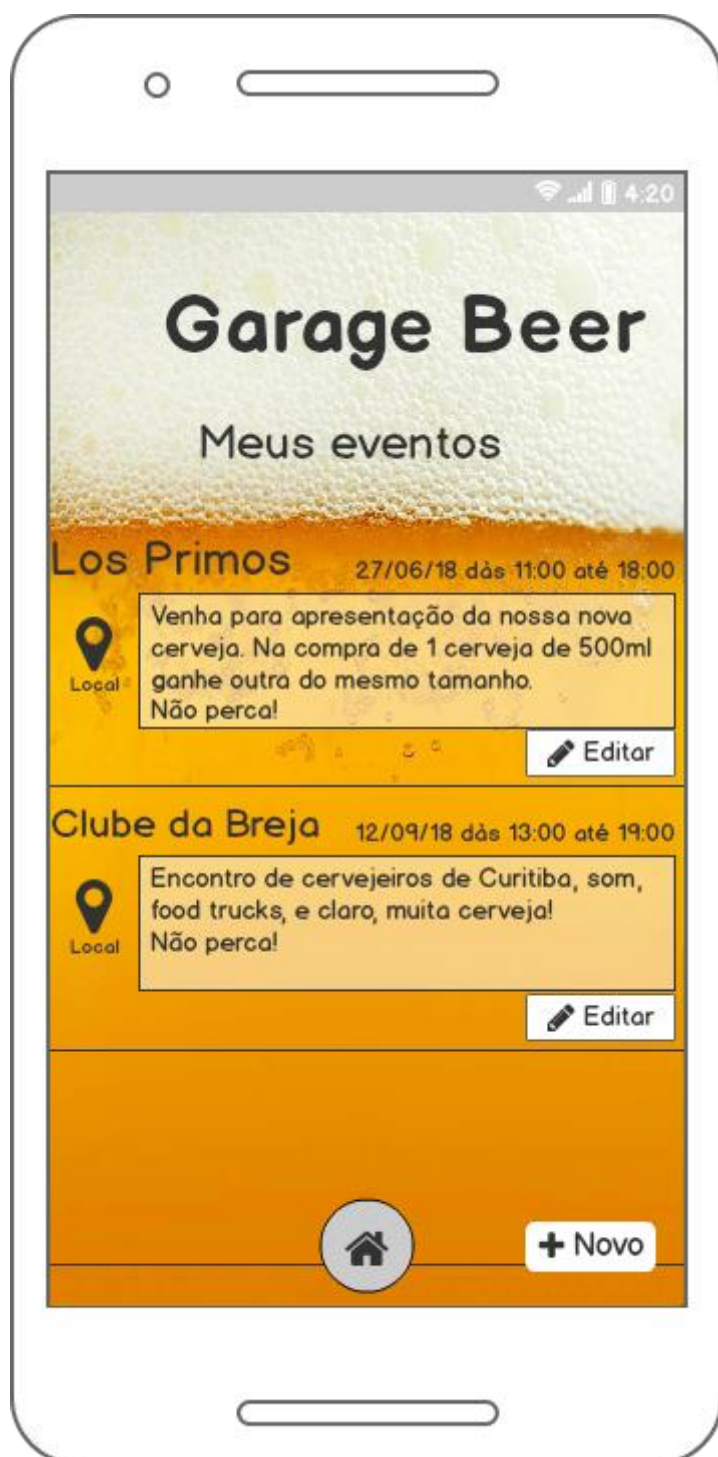 4:20
Garage Beer
Meus eventos
Los Primos 27/06/18 dàs 11:00 até 18:00
Venha para apresentação da nossa nova
cerveja. Na compra de 1 cerveja de 500ml
Local ganhe outra do mesmo tamanho.
Não perca!
Editar
Clube da Breja 12/09/18 dàs 13:00 até 19:00
Encontro de cervejeiros de Curitiba, som,
food trucks, e claro, muita cerveja!
Local Não perca!
Editar
+ Novo